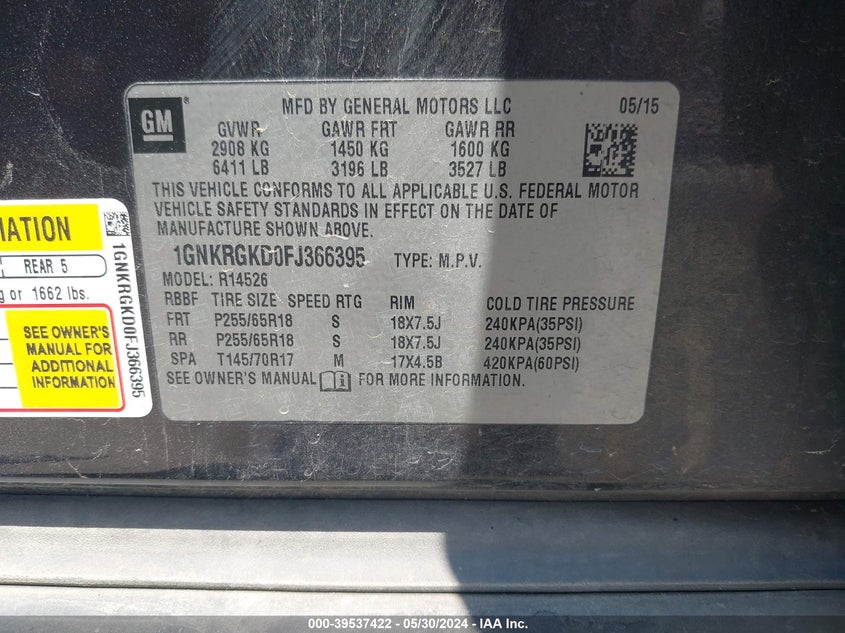 GM
MFD BY GENERAL MOTORS LLC 05/15
GVWR GAWR FRT GAWR RR
2908 KG 1450 KG 1600 KG
6411 LB 3196 LB 3527 LB
THIS VEHICLE CONFORMS TO ALL APPLICABLE U.S. FEDERAL MOTOR
VEHICLE SAFETY STANDARDS IN EFFECT ON THE DATE OF
MANUFACTURE SHOWN ABOVE.
1GNKRGKD0FJ366395 TYPE: M.P.V.
MODEL: R14526
RBBF TIRE SIZE SPEED RTG RIM COLD TIRE PRESSURE
FRT P255/65R18 S 18X7.5J 240KPA(35PSI)
RR P255/65R18 S 18X7.5J 240KPA(35PSI)
SPA T145/70R17 M 17X4.5B 420KPA(60PSI)
SEE OWNER'S MANUAL FOR MORE INFORMATION.
REAR 5
or 1662 lbs.
SEE OWNER'S
MANUAL FOR
ADDITIONAL
INFORMATION
1GNKRGKD0FJ366395
000-39537422 - 05/30/2024 - IAA Inc.